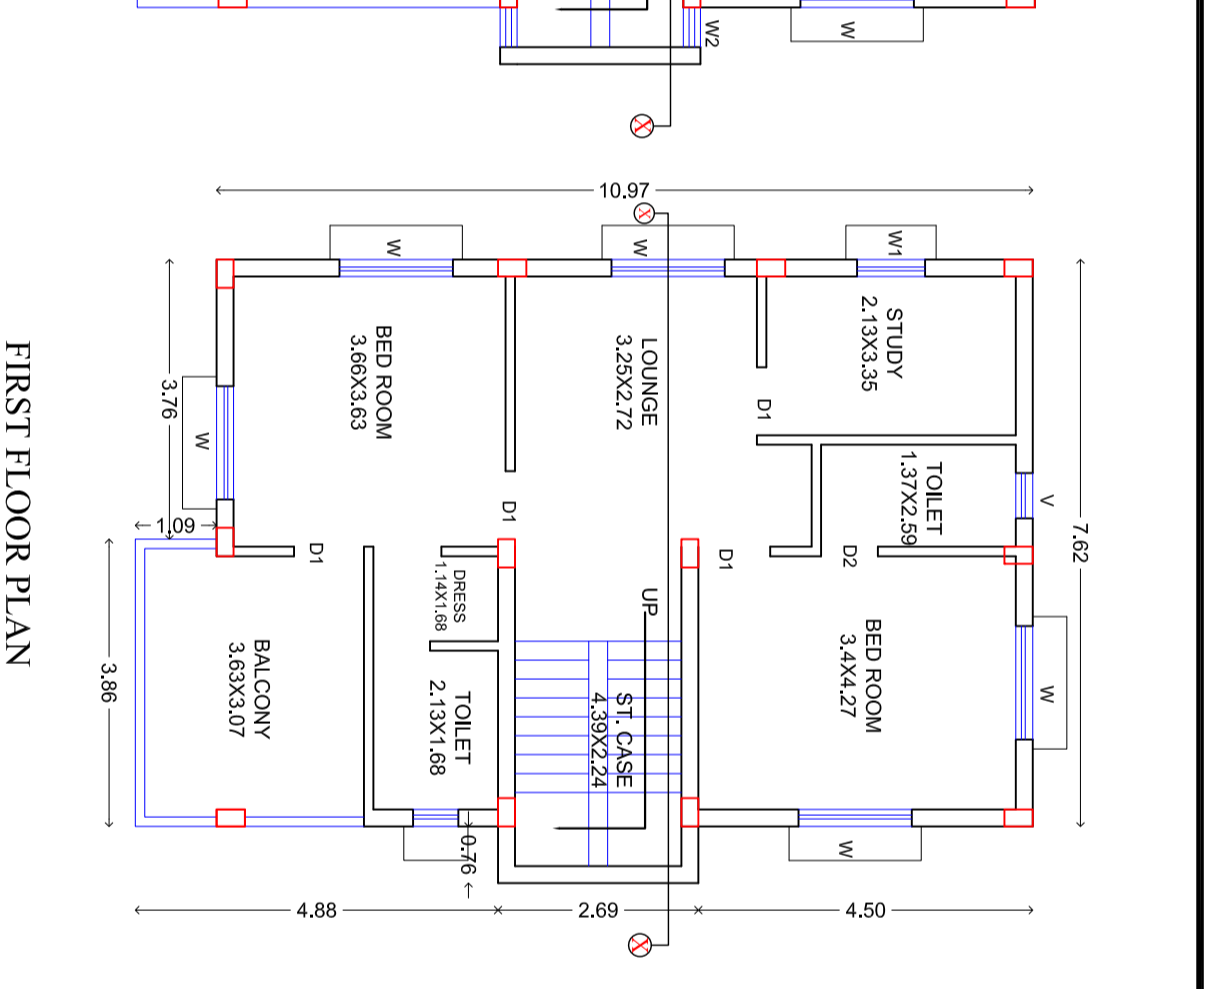 W2
W
X
10.97
X
W
W
W1
STUDY
2.13X3.35
LOUNGE
3.25X2.72
BED ROOM
3.66X3.63
3.76
W
D1
TOILET
1.37X2.59
V
7.62
D1
1.09
D1
D1
D2
DRESS
1.14X1.68
UP
BED ROOM
3.4X4.27
W
BALCONY
3.63X3.07
3.86
TOILET
2.13X1.68
ST. CASE
4.39X2.24
0.76
W
4.88
2.69
4.50
X
FIRST FLOOR PLAN